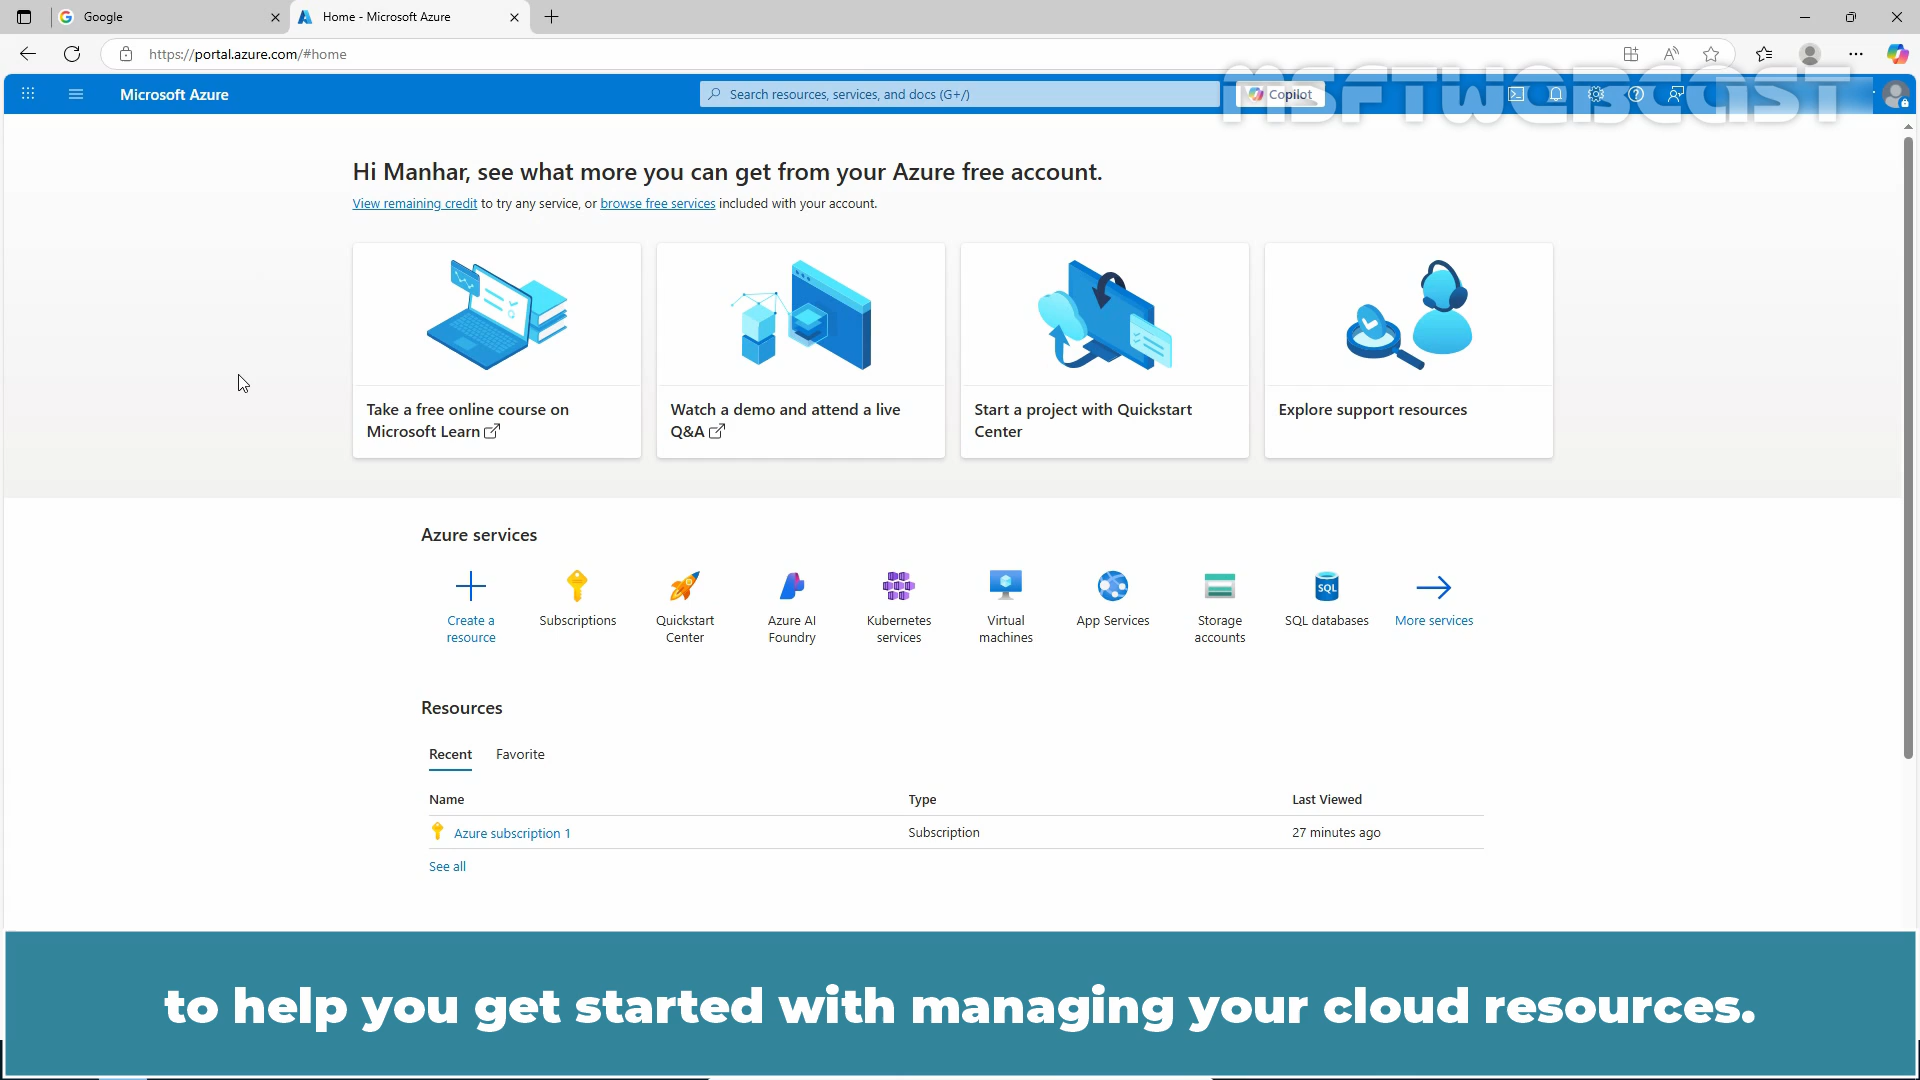 Google
Home - Microsoft Azure
https://portal.azure.com/#home
Microsoft Azure
Search resources, services, and docs (G+/)
Copilot
MSFTWEBCAST
Hi Manhar, see what more you can get from your Azure free account.
View remaining credit to try any service, or browse free services included with your account.
Take a free online course on
Microsoft Learn
Watch a demo and attend a live
Q&A
Start a project with Quickstart
Center
Explore support resources
Azure services
Create a
resource
Subscriptions
Quickstart
Center
Azure AI
Foundry
Kubernetes
services
Virtual
machines
App Services
Storage
accounts
SQL
SQL databases
More services
Resources
Recent Favorite
Name Type Last Viewed
Azure subscription 1 Subscription 27 minutes ago
See all
to help you get started with managing your cloud resources.